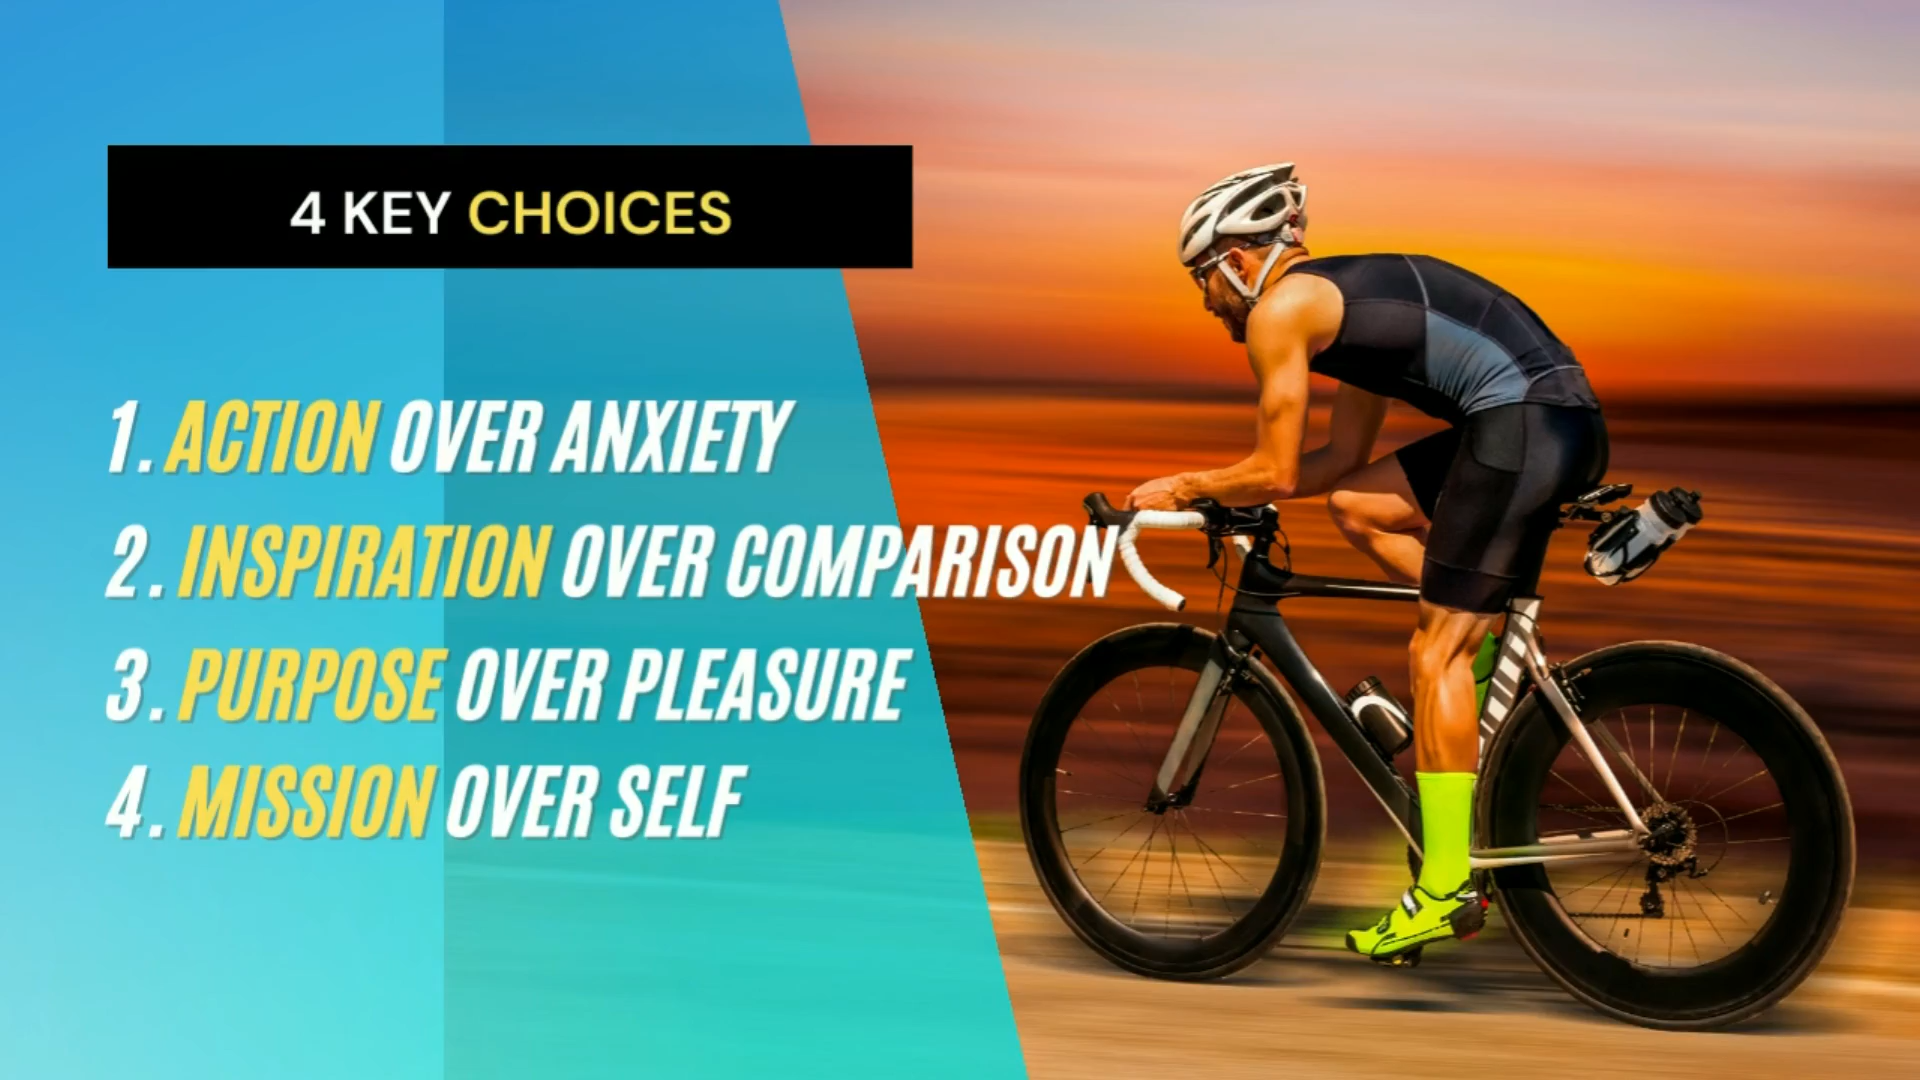 4 KEY CHOICES
1. ACTION OVER ANXIETY
2. INSPIRATION OVER COMPARISON
3. PURPOSE OVER PLEASURE
4. MISSION OVER SELF